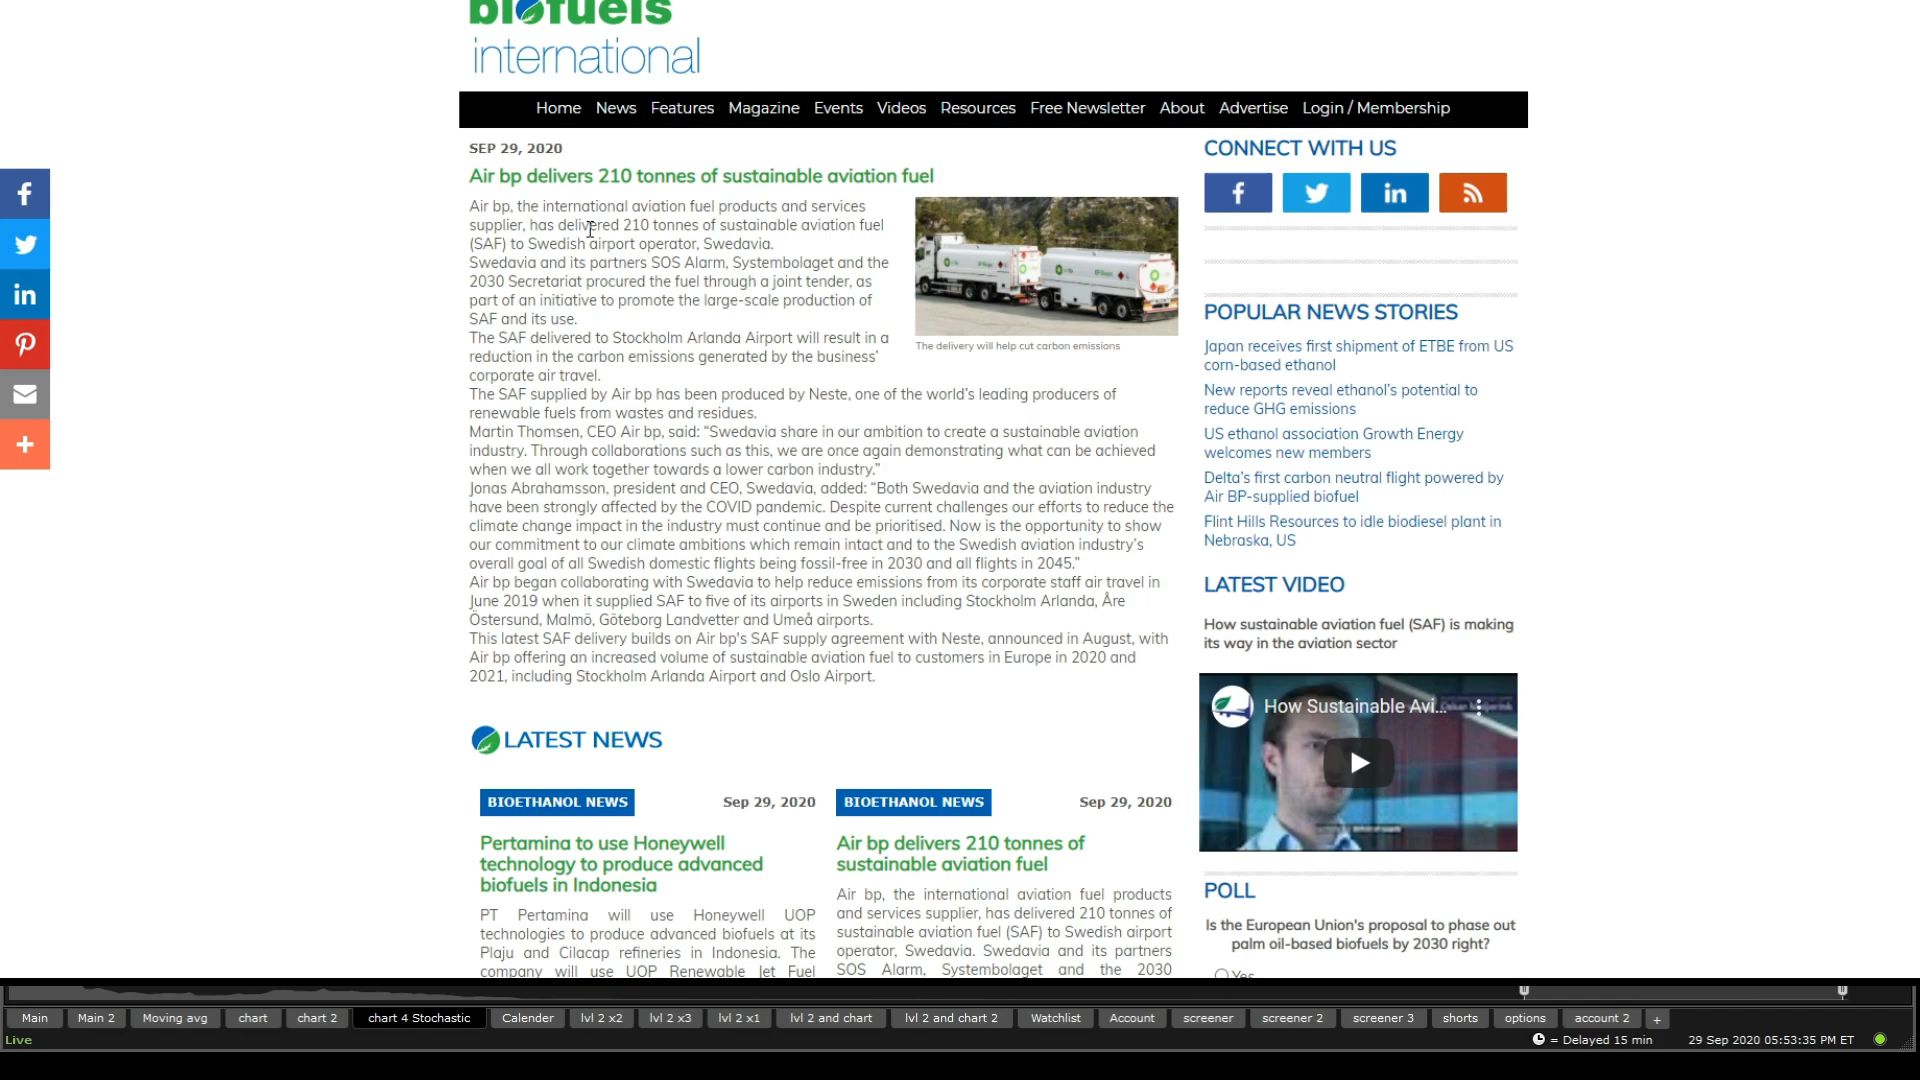 biofuels
international
Home News Features Magazine Events Videos Resources Free Newsletter About Advertise Login / Membership
SEP 29, 2020
Air bp delivers 210 tonnes of sustainable aviation fuel
Air bp, the international aviation fuel products and services
supplier, has delivered 210 tonnes of sustainable aviation fuel
(SAF) to Swedish airport operator, Swedavia.
Swedavia and its partners SOS Alarm, Systembolaget and the
2030 Secretariat procured the fuel through a joint tender, as
part of an initiative to promote the large-scale production of
SAF and its use.
The SAF delivered to Stockholm Arlanda Airport will result in a
reduction in the carbon emissions generated by the business’
corporate air travel.
The delivery will help cut carbon emissions
The SAF supplied by Air bp has been produced by Neste, one of the world’s leading producers of
renewable fuels from wastes and residues.
Martin Thomsen, CEO Air bp, said: “Swedavia share in our ambition to create a sustainable aviation
industry. Through collaborations such as this, we are once again demonstrating what can be achieved
when we all work together towards a lower carbon industry.”
Jonas Abrahamsson, president and CEO, Swedavia, added: “Both Swedavia and the aviation industry
have been strongly affected by the COVID pandemic. Despite current challenges our efforts to reduce the
climate change impact in the industry must continue and be prioritised. Now is the opportunity to show
our commitment to our climate ambitions which remain intact and to the Swedish aviation industry’s
overall goal of all Swedish domestic flights being fossil-free in 2030 and all flights in 2045.”
Air bp began collaborating with Swedavia to help reduce emissions from its corporate staff air travel in
June 2019 when it supplied SAF to five of its airports in Sweden including Stockholm Arlanda, Åre
Östersund, Malmö, Göteborg Landvetter and Umeå airports.
This latest SAF delivery builds on Air bp's SAF supply agreement with Neste, announced in August, with
Air bp offering an increased volume of sustainable aviation fuel to customers in Europe in 2020 and
2021, including Stockholm Arlanda Airport and Oslo Airport.
LATEST NEWS
BIOETHANOL NEWS Sep 29, 2020
Pertamina to use Honeywell
technology to produce advanced
biofuels in Indonesia
PT Pertamina will use Honeywell UOP
technologies to produce advanced biofuels at its
Plaju and Cilacap refineries in Indonesia. The
company will use UOP Renewable Jet Fuel
BIOETHANOL NEWS Sep 29, 2020
Air bp delivers 210 tonnes of
sustainable aviation fuel
Air bp, the international aviation fuel products
and services supplier, has delivered 210 tonnes of
sustainable aviation fuel (SAF) to Swedish airport
operator, Swedavia. Swedavia and its partners
SOS Alarm, Systembolaget and the 2030
CONNECT WITH US
POPULAR NEWS STORIES
Japan receives first shipment of ETBE from US
corn-based ethanol
New reports reveal ethanol’s potential to
reduce GHG emissions
US ethanol association Growth Energy
welcomes new members
Delta’s first carbon neutral flight powered by
Air BP-supplied biofuel
Flint Hills Resources to idle biodiesel plant in
Nebraska, US
LATEST VIDEO
How sustainable aviation fuel (SAF) is making
its way in the aviation sector
How Sustainable Avi...
POLL
Is the European Union's proposal to phase out
palm oil-based biofuels by 2030 right?
Yes
Main Main 2 Moving avg chart chart 2 chart 4 Stochastic Calender lvl 2 x2 lvl 2 x3 lvl 2 x1 lvl 2 and chart lvl 2 and chart 2 Watchlist Account screener screener 2 screener 3 shorts options account 2 +
Live = Delayed 15 min 29 Sep 2020 05:53:35 PM ET